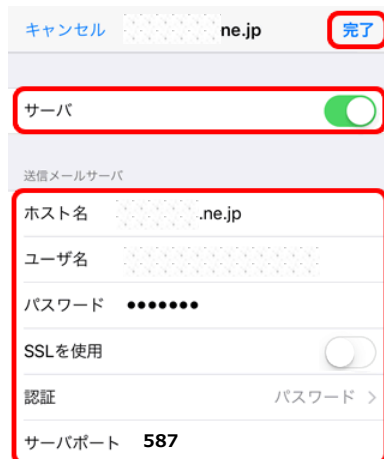 キャンセル ne.jp 完了
サーバ
送信メールサーバ
ホスト名 .ne.jp
ユーザ名
パスワード •••••••
SSLを使用
認証 パスワード >
サーバポート 587